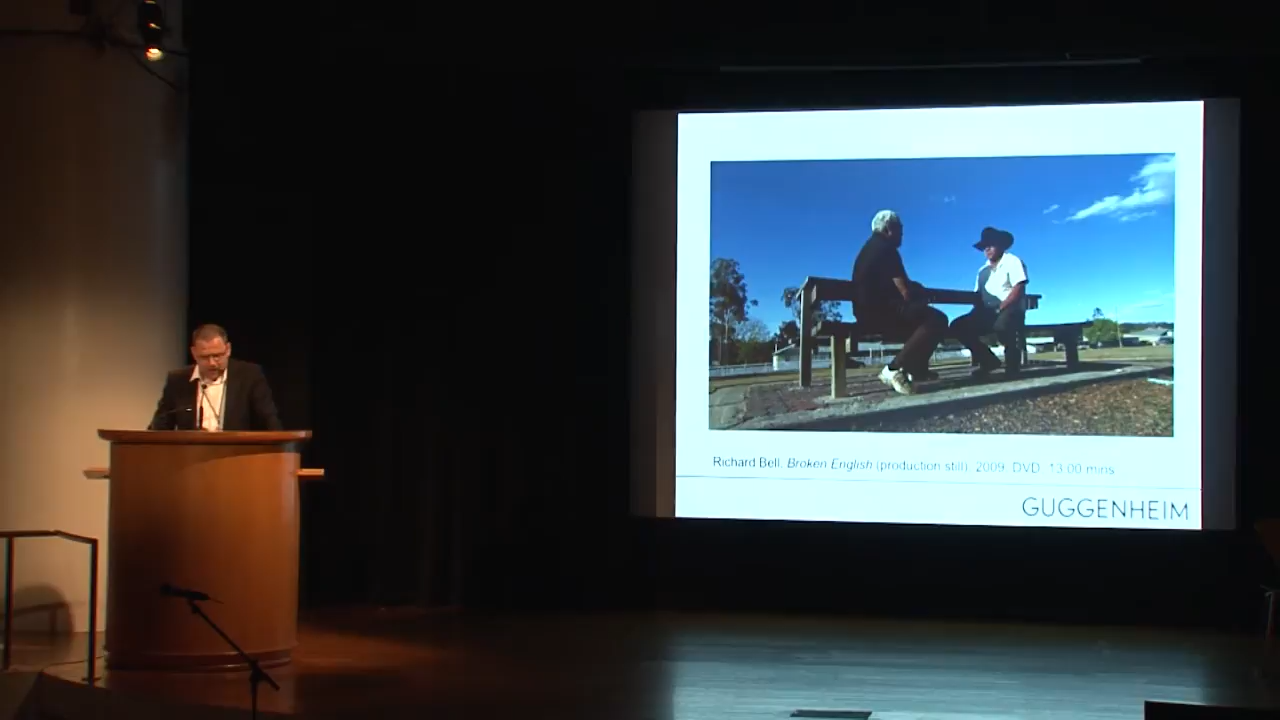 Richard Bell. Broken English (production still). 2009. DVD. 13:00 mins
GUGGENHEIM